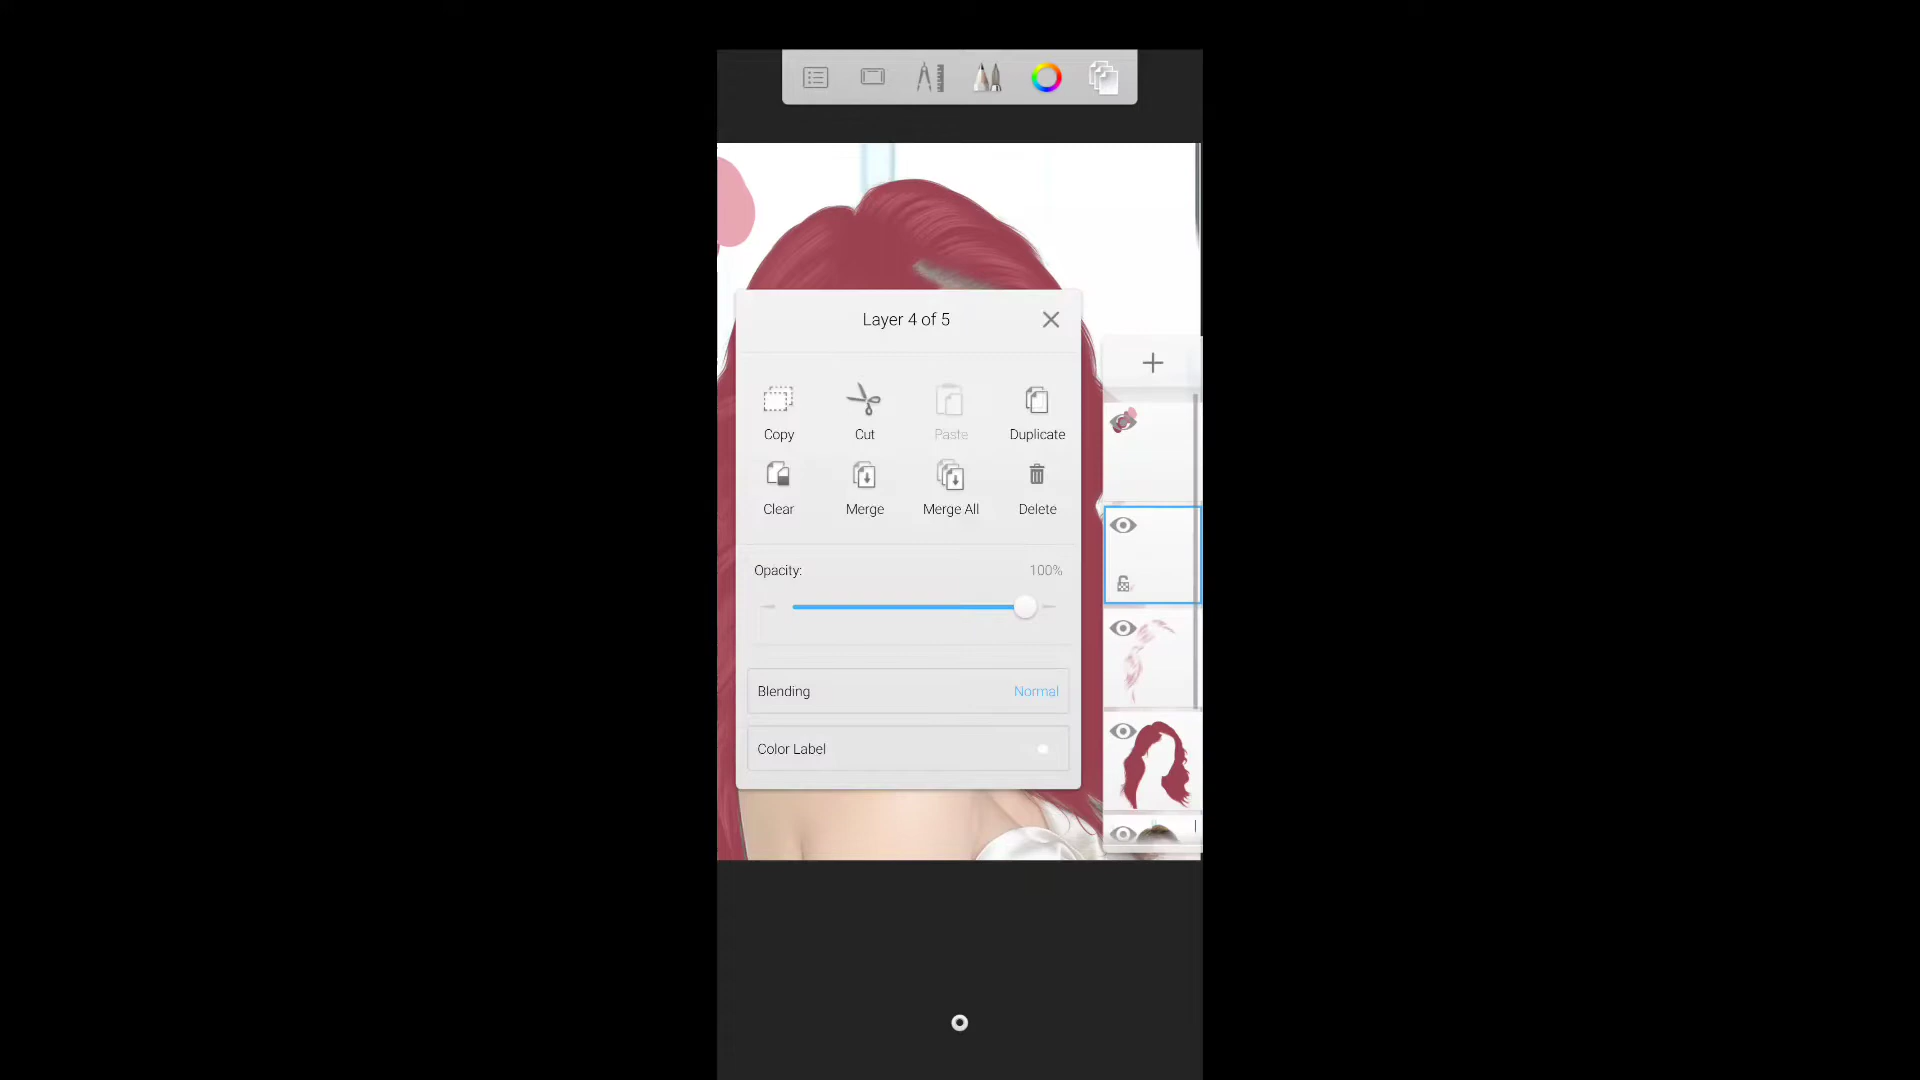 Layer 4 of 5
Copy Cut Paste Duplicate
Clear Merge Merge All Delete
Opacity: 100%
Blending Normal
Color Label